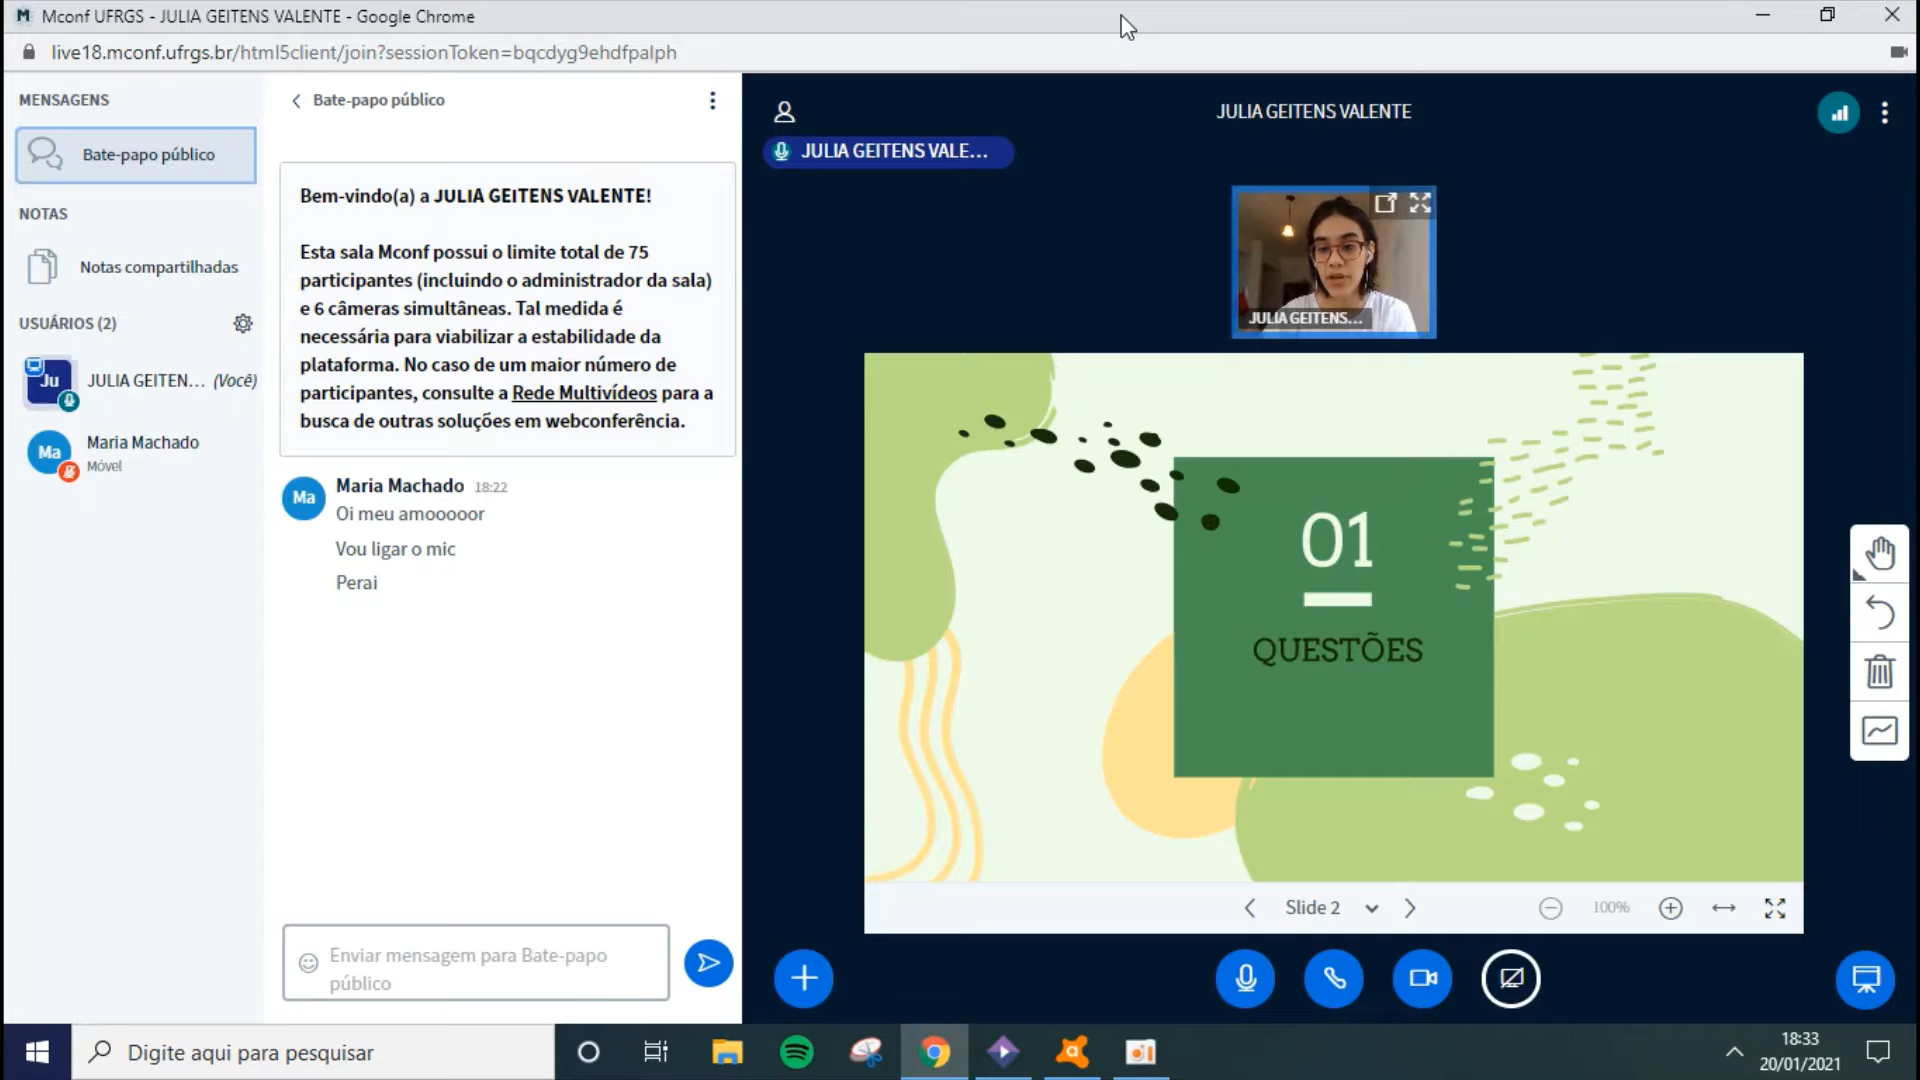 Mconf UFRGS - JULIA GEITENS VALENTE - Google Chrome
live18.mconf.ufrgs.br/html5client/join?sessionToken=bqcdyg9ehdfpalph
MENSAGENS
Bate-papo público
NOTAS
Notas compartilhadas
USUÁRIOS (2)
Ju
JULIA GEITEN... (Você)
Ma
Maria Machado
Móvel
Bate-papo público
Bem-vindo(a) a JULIA GEITENS VALENTE!
Esta sala Mconf possui o limite total de 75
participantes (incluindo o administrador da sala)
e 6 câmeras simultâneas. Tal medida é
necessária para viabilizar a estabilidade da
plataforma. No caso de um maior número de
participantes, consulte a Rede Multivídeos para a
busca de outras soluções em webconferência.
Ma
Maria Machado 18:22
Oi meu amooooor
Vou ligar o mic
Perai
Enviar mensagem para Bate-papo
público
JULIA GEITENS VALENTE
JULIA GEITENS VALE...
JULIA GEITENS...
01
QUESTÕES
Slide 2
100%
Digite aqui para pesquisar
18:33
20/01/2021